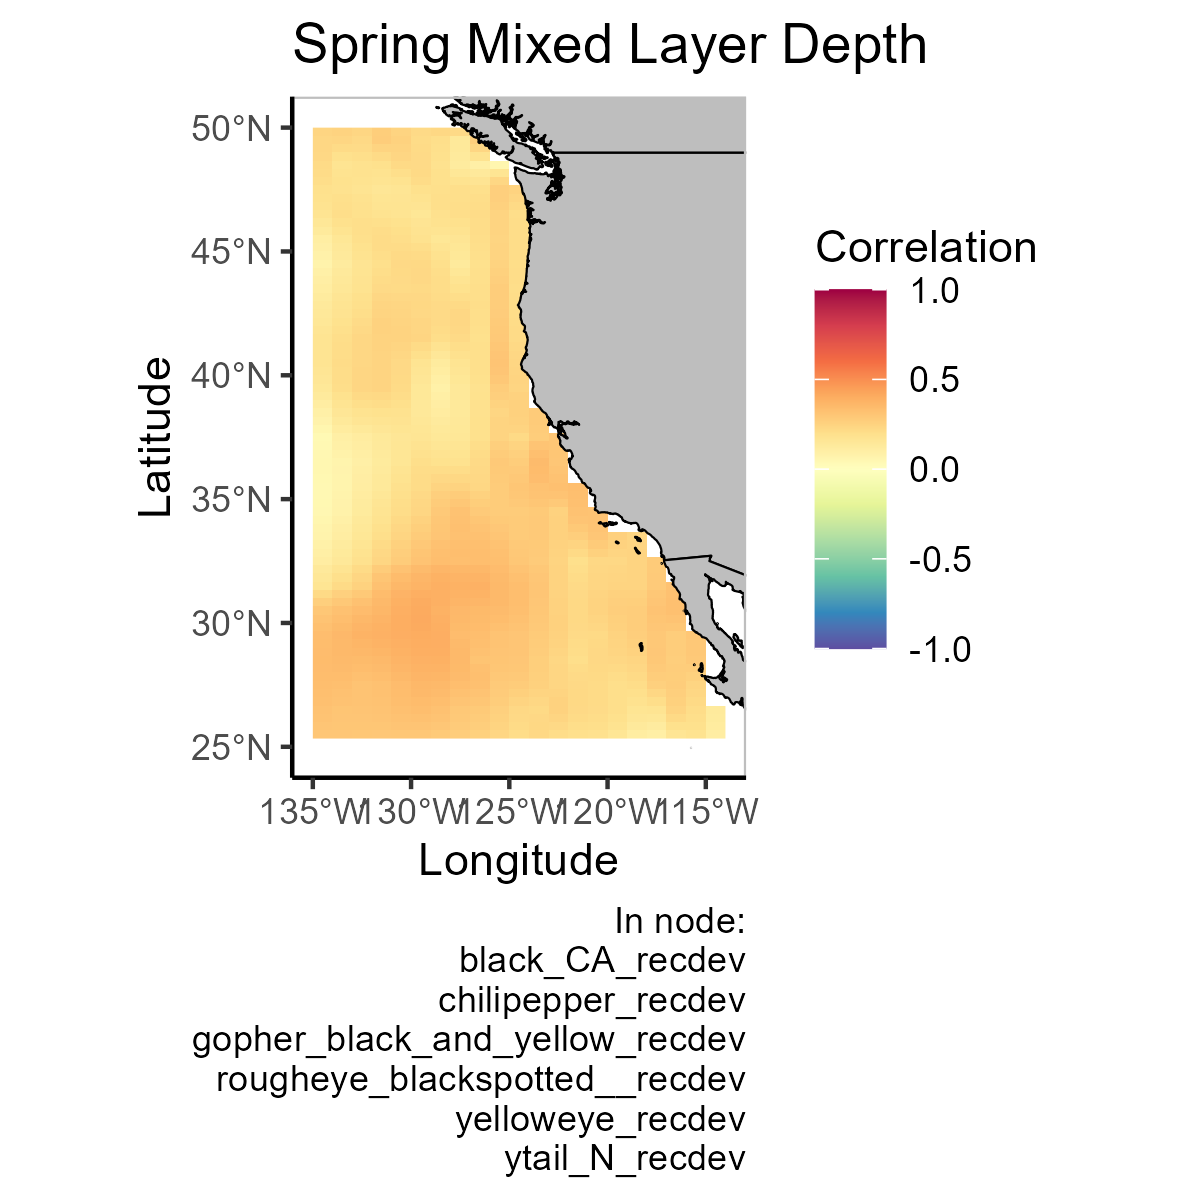 Spring Mixed Layer Depth
50°N
45°N
40°N
35°N
30°N
25°N
Latitude
135°W 130°W 125°W 120°W 115°W
Longitude
Correlation
1.0
0.5
0.0
-0.5
-1.0
In node:
black_CA_recdev
chilipepper_recdev
gopher_black_and_yellow_recdev
rougheye_blackspotted__recdev
yelloweye_recdev
ytail_N_recdev